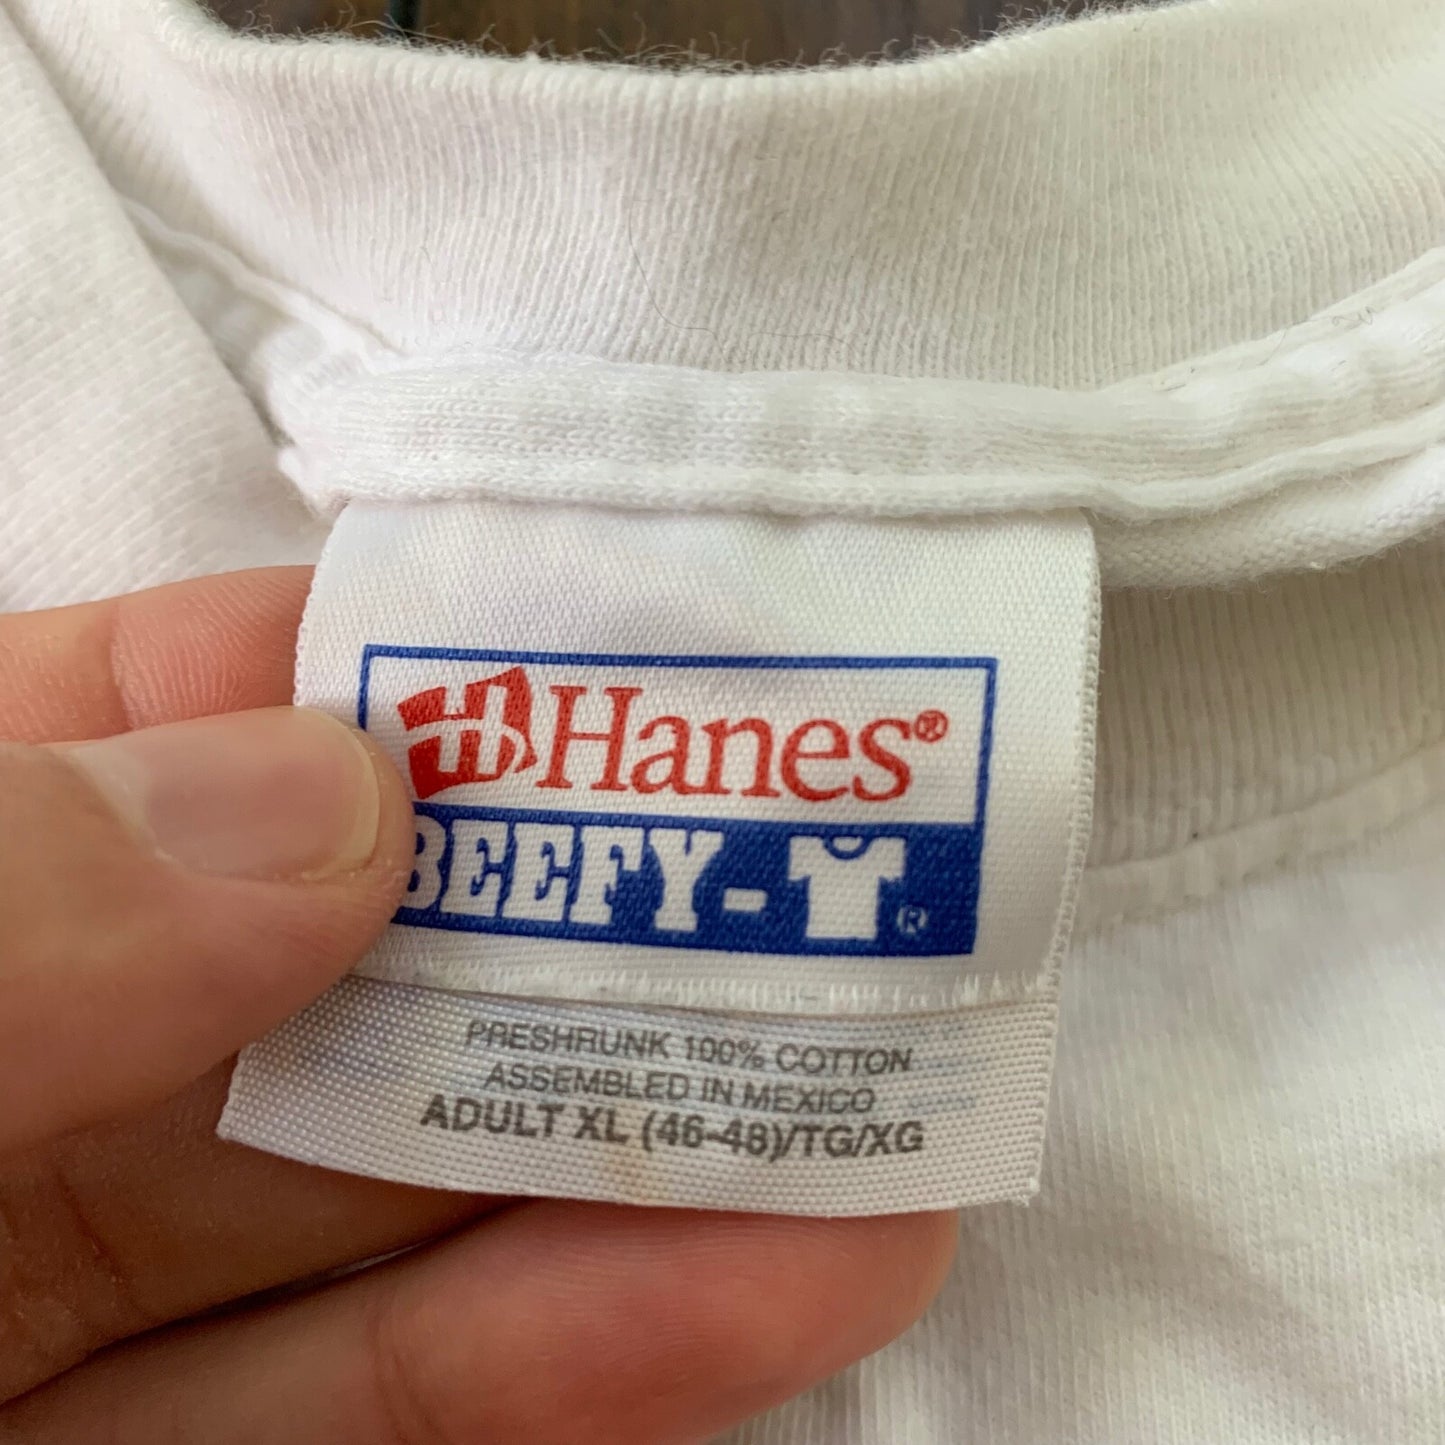 Hanes®
BEEFY-T®
PRESHRUNK 100% COTTON
ASSEMBLED IN MEXICO
ADULT XL (46-48)/TG/XG